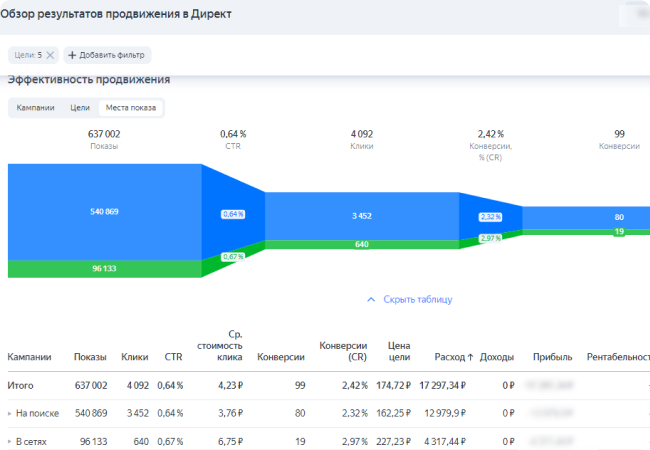 Обзор результатов продвижения в Директ
Цели: 5 × + Добавить фильтр
Эффективность продвижения
Кампании Цели Места показа
637 002 0,64 % 4 092 2,42 % 99
Показы CTR Клики Конверсии, % (CR) Конверсии
540 869 0,64 % 3 452 2,32 % 80
96 133 0,67 % 640 2,97 % 19
Скрыть таблицу
Кампании Показы Клики CTR Ср. стоимость клика Конверсии Конверсии (CR) Цена цели Расход ↑ Доходы Прибыль Рентабельност
Итого 637 002 4 092 0,64 % 4,23 ₽ 99 2,42 % 174,72 ₽ 17 297,34 ₽ 0 ₽
На поиске 540 869 3 452 0,64 % 3,76 ₽ 80 2,32 % 162,25 ₽ 12 979,9 ₽ 0 ₽
В сетях 96 133 640 0,67 % 6,75 ₽ 19 2,97 % 227,23 ₽ 4 317,44 ₽ 0 ₽